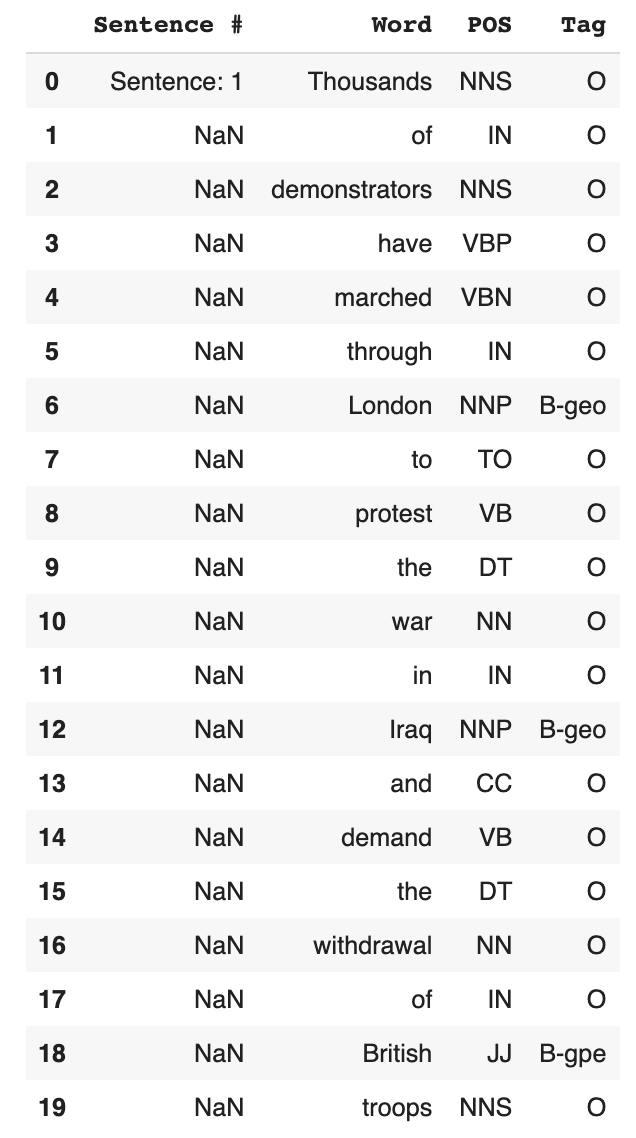 Sentence # Word POS Tag
0 Sentence: 1 Thousands NNS O
1 NaN of IN O
2 NaN demonstrators NNS O
3 NaN have VBP O
4 NaN marched VBN O
5 NaN through IN O
6 NaN London NNP B-geo
7 NaN to TO O
8 NaN protest VB O
9 NaN the DT O
10 NaN war NN O
11 NaN in IN O
12 NaN Iraq NNP B-geo
13 NaN and CC O
14 NaN demand VB O
15 NaN the DT O
16 NaN withdrawal NN O
17 NaN of IN O
18 NaN British JJ B-gpe
19 NaN troops NNS O